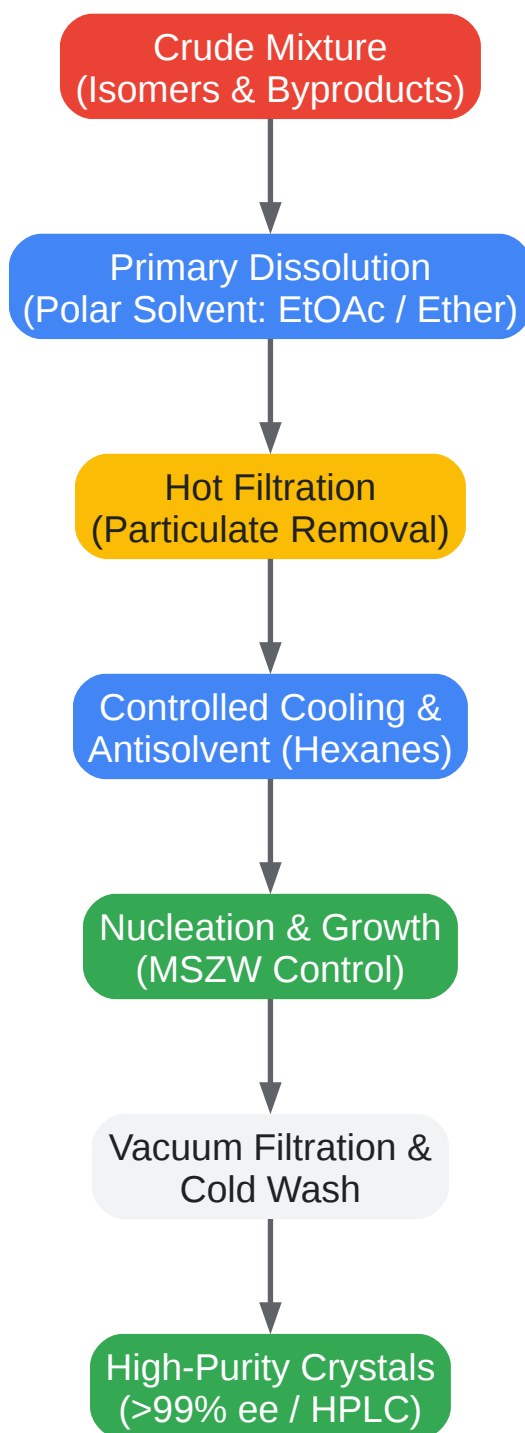 Crude Mixture
(Isomers & Byproducts)
Primary Dissolution
(Polar Solvent: EtOAc / Ether)
Hot Filtration
(Particulate Removal)
Controlled Cooling &
Antisolvent (Hexanes)
Nucleation & Growth
(MSZW Control)
Vacuum Filtration &
Cold Wash
High-Purity Crystals
(>99% ee / HPLC)